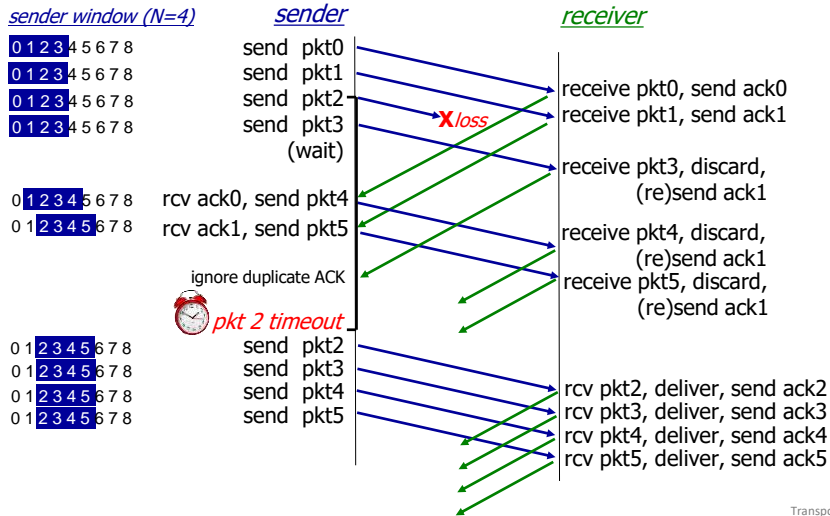 sender window (N=4) sender receiver
0 1 2 3 4 5 6 7 8 send pkt0
0 1 2 3 4 5 6 7 8 send pkt1
receive pkt0, send ack0
0 1 2 3 4 5 6 7 8 send pkt2
X loss
receive pkt1, send ack1
0 1 2 3 4 5 6 7 8 send pkt3
(wait)
receive pkt3, discard,
(re)send ack1
0 1 2 3 4 5 6 7 8 rcv ack0, send pkt4
0 1 2 3 4 5 6 7 8 rcv ack1, send pkt5
receive pkt4, discard,
(re)send ack1
ignore duplicate ACK
receive pkt5, discard,
(re)send ack1
pkt 2 timeout
0 1 2 3 4 5 6 7 8 send pkt2
0 1 2 3 4 5 6 7 8 send pkt3
0 1 2 3 4 5 6 7 8 send pkt4
0 1 2 3 4 5 6 7 8 send pkt5
rcv pkt2, deliver, send ack2
rcv pkt3, deliver, send ack3
rcv pkt4, deliver, send ack4
rcv pkt5, deliver, send ack5